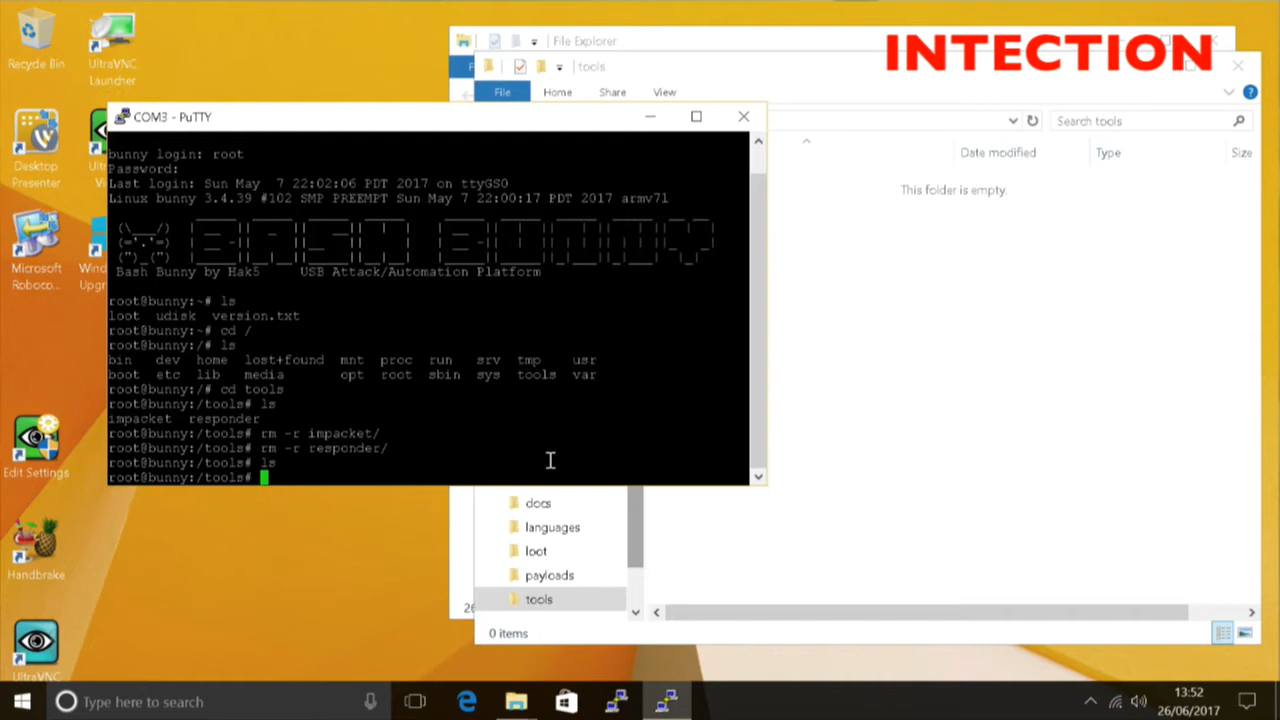 INTECTION
File Explorer
tools
File
Home
Share
View
Search tools
Date modified
Type
Size
This folder is empty.
Recycle Bin
UltraVNC
Launcher
Desktop
Presenter
Microsoft
Roboco...
Upgr
Edit Settings
Handbrake
UltraVNC
COM3 - PuTTY
bunny login: root
Password:
Last login: Sun May  7 22:02:06 PDT 2017 on ttyGS0
Linux bunny 3.4.39 #102 SMP PREEMPT Sun May 7 22:00:17 PDT 2017 armv7l
(\___/)
(='.'=)
(")_(")
BASH BUNNY
Bash Bunny by Hak5     USB Attack/Automation Platform
root@bunny:~# ls
loot  udisk  version.txt
root@bunny:~# cd /
root@bunny:/# ls
bin   dev  home  lost+found  mnt  proc  run   srv  tmp    usr
boot  etc  lib   media       opt  root  sbin  sys  tools  var
root@bunny:/# cd tools
root@bunny:/tools# ls
impacket  responder
root@bunny:/tools# rm -r impacket/
root@bunny:/tools# rm -r responder/
root@bunny:/tools# ls
root@bunny:/tools#
docs
languages
loot
payloads
tools
26
0 items
Type here to search
13:52
26/06/2017